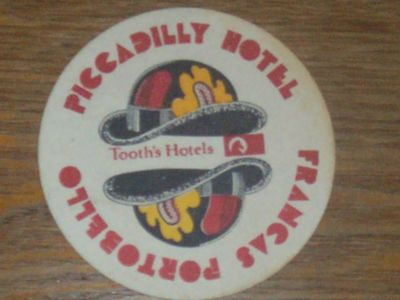 PICCADILLY HOTEL
Tooth's Hotels
FRANCAS PORTOBELLO